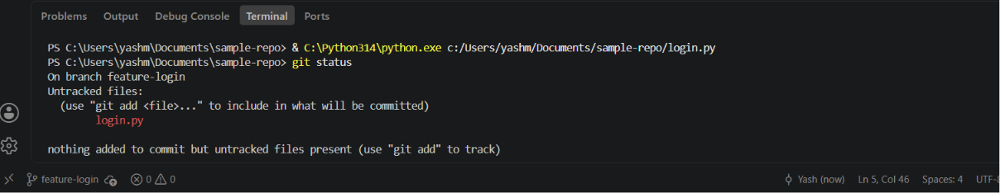 Problems Output Debug Console Terminal Ports
PS C:\Users\yashm\Documents\sample-repo> & C:\Python314\python.exe c:/Users/yashm/Documents/sample-repo/login.py
PS C:\Users\yashm\Documents\sample-repo> git status
On branch feature-login
Untracked files:
  (use "git add <file>..." to include in what will be committed)
        login.py
nothing added to commit but untracked files present (use "git add" to track)
feature-login 0 0 Yash (now) Ln 5, Col 46 Spaces: 4 UTF-